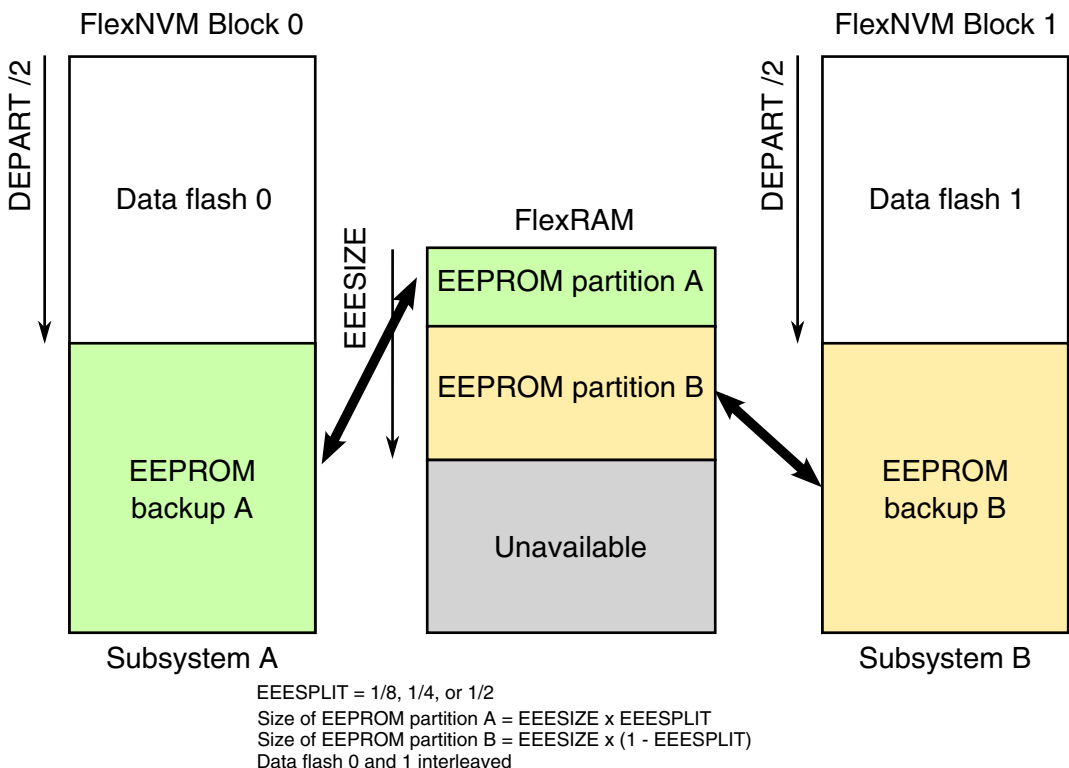 FlexNVM Block 0
FlexNVM Block 1
DEPART /2
Data flash 0
EEPROM
backup A
Subsystem A
FlexRAM
EEESIZE
EEPROM partition A
EEPROM partition B
Unavailable
DEPART /2
Data flash 1
EEPROM
backup B
Subsystem B
EEESPLIT = 1/8, 1/4, or 1/2
Size of EEPROM partition A = EEESIZE x EEESPLIT
Size of EEPROM partition B = EEESIZE x (1 - EEESPLIT)
Data flash 0 and 1 interleaved